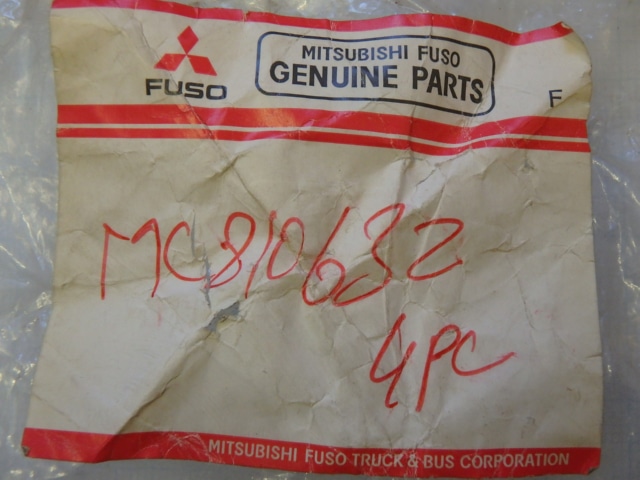 FUSO
MITSUBISHI FUSO
GENUINE PARTS
F
MC810632
4PC
MITSUBISHI FUSO TRUCK & BUS CORPORATION